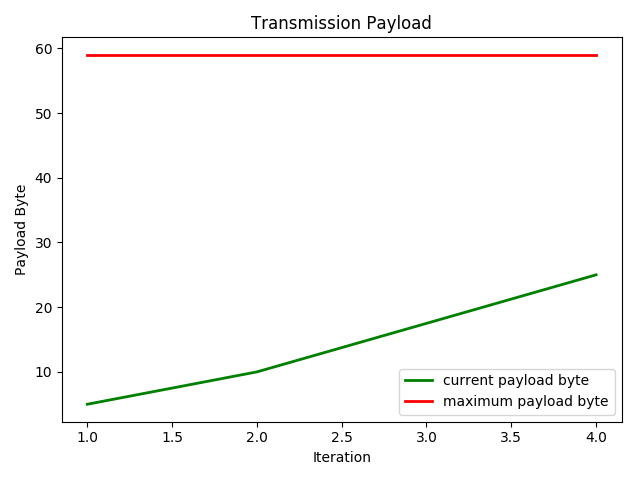 Transmission Payload
60
50
40
30
20
10
Payload Byte
current payload byte
maximum payload byte
1.0 1.5 2.0 2.5 3.0 3.5 4.0
Iteration